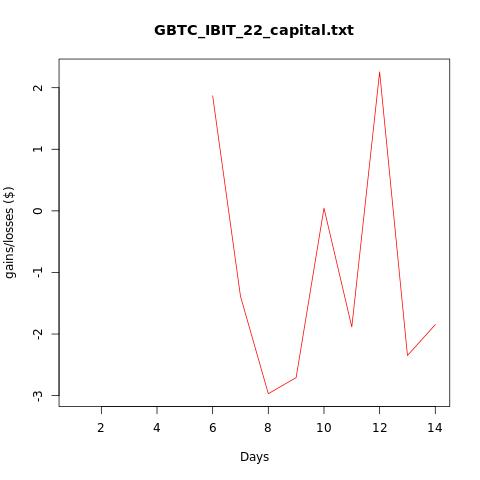 GBTC_IBIT_22_capital.txt
gains/losses ($)
2
1
0
-1
-2
-3
2 4 6 8 10 12 14
Days